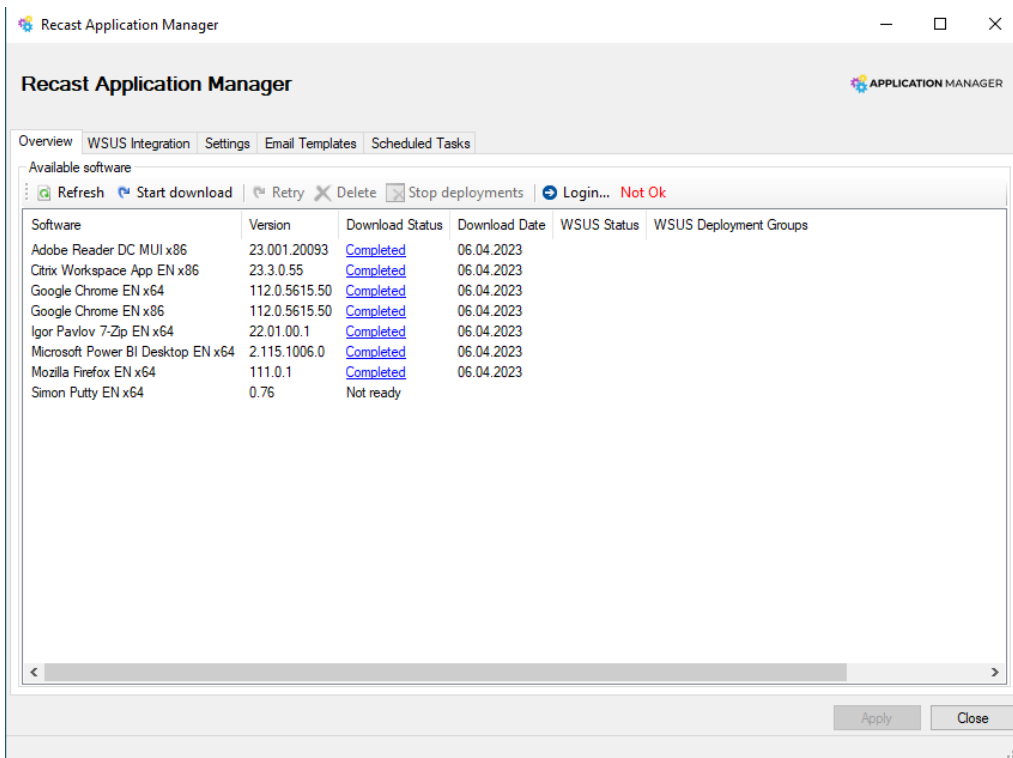 Recast Application Manager
Recast Application Manager
APPLICATION MANAGER
Overview WSUS Integration Settings Email Templates Scheduled Tasks
Available software
Refresh Start download Retry Delete Stop deployments Login... Not Ok
Software Version Download Status Download Date WSUS Status WSUS Deployment Groups
Adobe Reader DC MUI x86 23.001.20093 Completed 06.04.2023
Citrix Workspace App EN x86 23.3.0.55 Completed 06.04.2023
Google Chrome EN x64 112.0.5615.50 Completed 06.04.2023
Google Chrome EN x86 112.0.5615.50 Completed 06.04.2023
Igor Pavlov 7-Zip EN x64 22.01.00.1 Completed 06.04.2023
Microsoft Power BI Desktop EN x64 2.115.1006.0 Completed 06.04.2023
Mozilla Firefox EN x64 111.0.1 Completed 06.04.2023
Simon Putty EN x64 0.76 Not ready
Apply Close